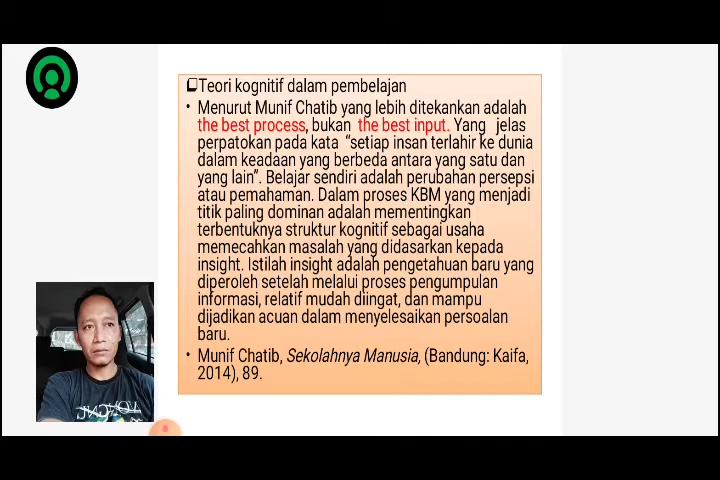 ❑Teori kognitif dalam pembelajan
• Menurut Munif Chatib yang lebih ditekankan adalah
the best process, bukan the best input. Yang jelas
perpatokan pada kata “setiap insan terlahir ke dunia
dalam keadaan yang berbeda antara yang satu dan
yang lain”. Belajar sendiri adalah perubahan persepsi
atau pemahaman. Dalam proses KBM yang menjadi
titik paling dominan adalah mementingkan
terbentuknya struktur kognitif sebagai usaha
memecahkan masalah yang didasarkan kepada
insight. Istilah insight adalah pengetahuan baru yang
diperoleh setelah melalui proses pengumpulan
informasi, relatif mudah diingat, dan mampu
dijadikan acuan dalam menyelesaikan persoalan
baru.
• Munif Chatib, Sekolahnya Manusia, (Bandung: Kaifa,
2014), 89.